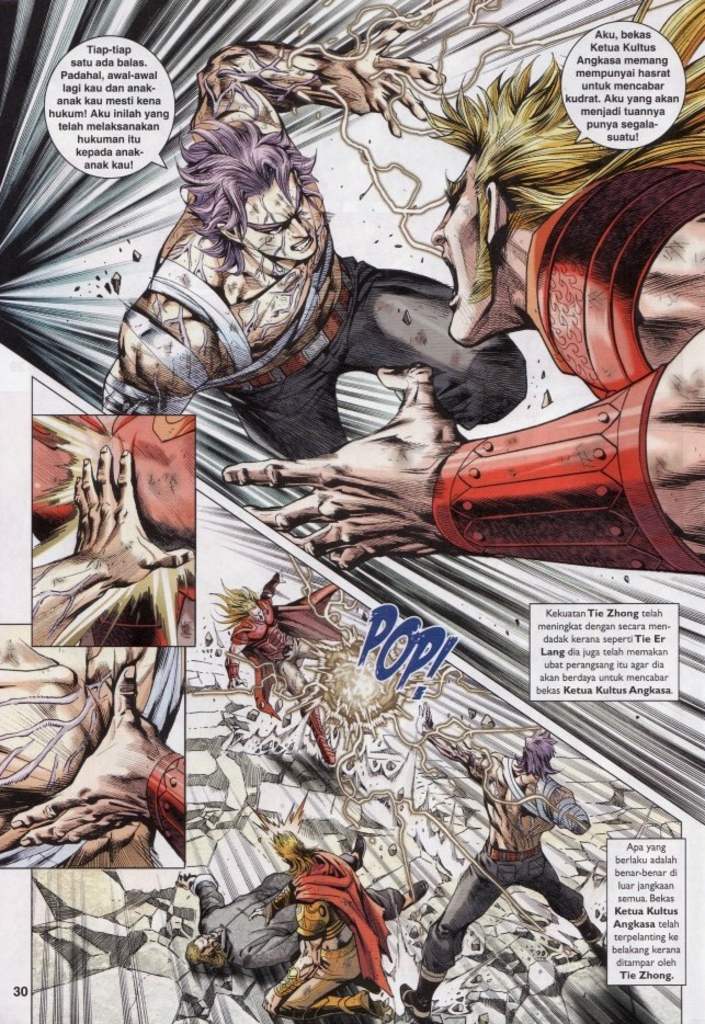 Tiap-tiap
satu ada balas.
Padahal, awal-awal
lagi kau dan anak-
anak kau mesti kena
hukum! Aku inilah yang
telah melaksanakan
hukuman itu
kepada anak-
anak kau!
Aku, bekas
Ketua Kultus
Angkasa memang
mempunyai hasrat
untuk mencabar
kudrat. Aku yang akan
menjadi tuannya
punya segala-
suatu!
Kekuatan Tie Zhong telah
meningkat dengan secara men-
dadak kerana seperti Tie Er
Lang dia juga telah memakan
ubat perangsang itu agar dia
akan berdaya untuk mencabar
bekas Ketua Kultus Angkasa.
POP!
Apa yang
berlaku adalah
benar-benar di
luar jangkaan
semua. Bekas
Ketua Kultus
Angkasa telah
terpelanting ke
belakang kerana
ditampar oleh
Tie Zhong.
30